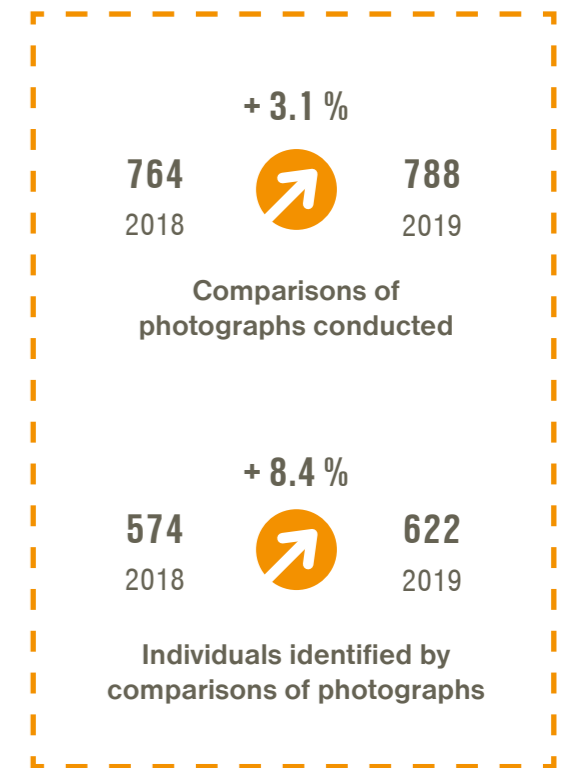 + 3.1 %
764 788
2018 2019
Comparisons of
photographs conducted
+ 8.4 %
574 622
2018 2019
Individuals identified by
comparisons of photographs